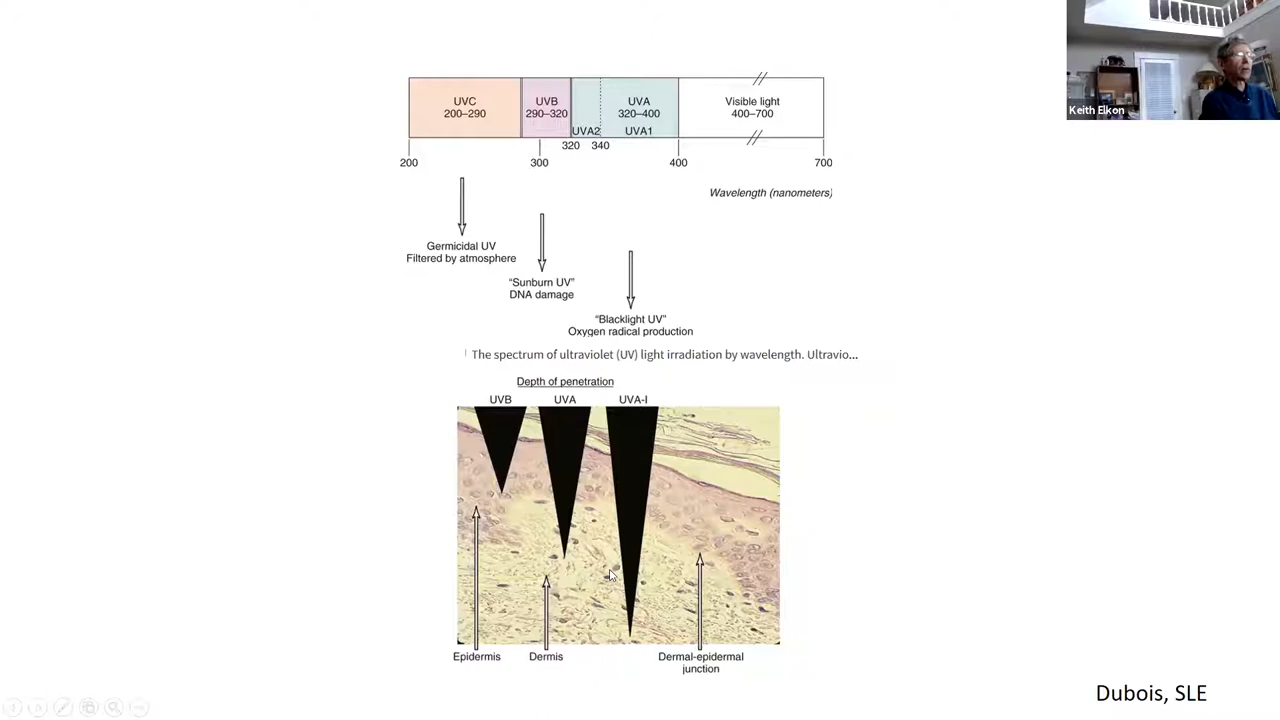 Keith Elkon
UVC
200–290
UVB
290–320
UVA
320–400
Visible light
400–700
UVA2
UVA1
320
340
200
300
400
700
Wavelength (nanometers)
Germicidal UV
Filtered by atmosphere
“Sunburn UV”
DNA damage
“Blacklight UV”
Oxygen radical production
The spectrum of ultraviolet (UV) light irradiation by wavelength. Ultravio...
Depth of penetration
UVB
UVA
UVA-I
Epidermis
Dermis
Dermal-epidermal
junction
Dubois, SLE